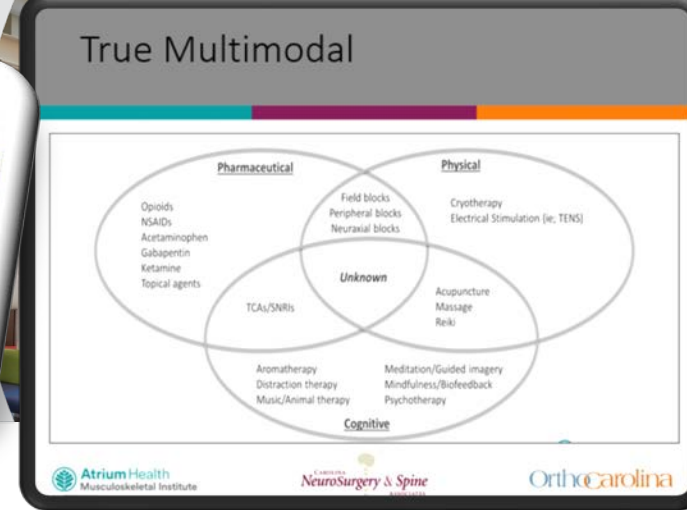 True Multimodal
Pharmaceutical
Physical
Opioids
NSAIDs
Acetaminophen
Gabapentin
Ketamine
Topical agents
Field blocks
Peripheral blocks
Neuraxial blocks
Cryotherapy
Electrical Stimulation (ie; TENS)
Unknown
TCAs/SNRIs
Acupuncture
Massage
Reiki
Aromatherapy
Distraction therapy
Music/Animal therapy
Meditation/Guided imagery
Mindfulness/Biofeedback
Psychotherapy
Cognitive
Atrium Health
Musculoskeletal Institute
CAROLINA
NeuroSurgery & Spine
ASSOCIATES
OrthoCarolina